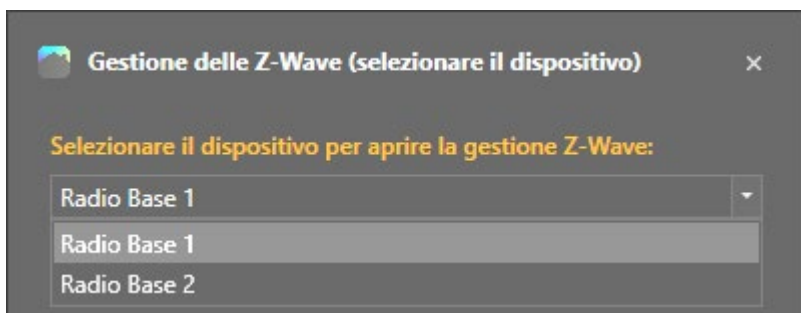 Gestione delle Z-Wave (selezionare il dispositivo)
Selezionare il dispositivo per aprire la gestione Z-Wave:
Radio Base 1
Radio Base 1
Radio Base 2